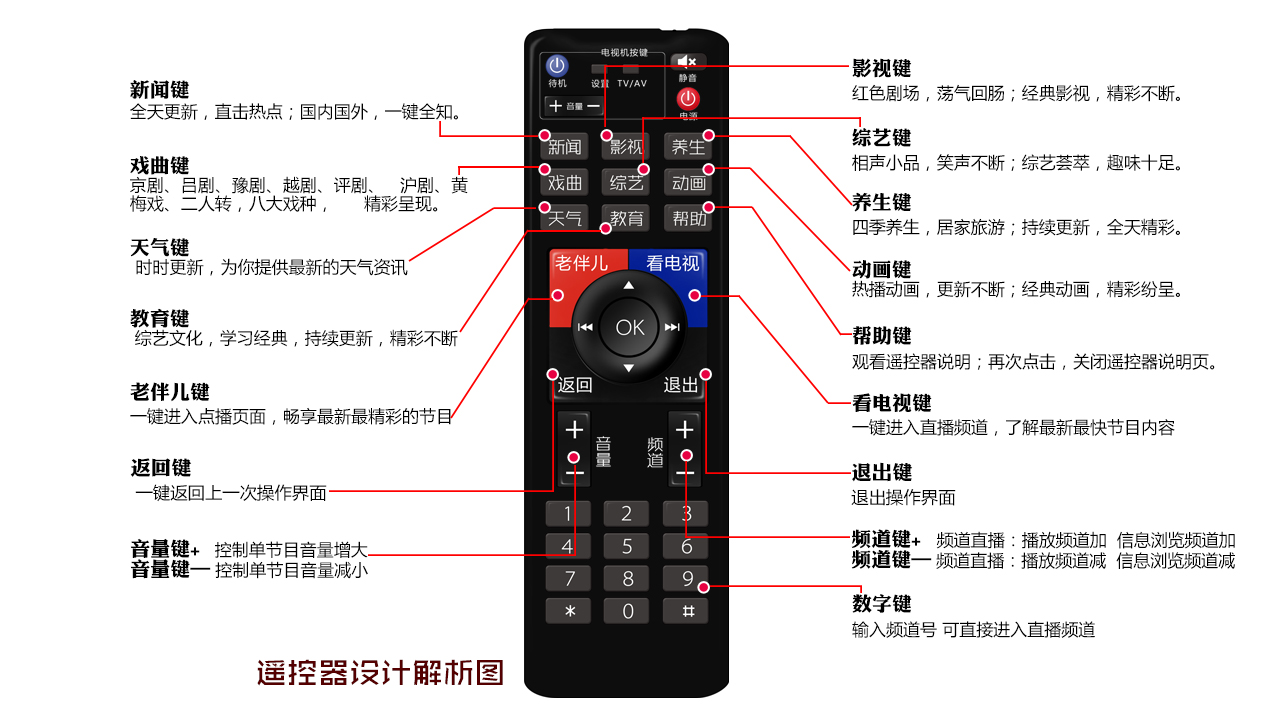 新闻键
全天更新，直击热点；国内国外，一键全知。
戏曲键
京剧、吕剧、豫剧、越剧、评剧、 沪剧、黄
梅戏、二人转，八大戏种， 精彩呈现。
天气键
时时更新，为你提供最新的天气资讯
教育键
综艺文化，学习经典，持续更新，精彩不断
老伴儿键
一键进入点播页面，畅享最新最精彩的节目
返回键
一键返回上一次操作界面
音量键+ 控制单节目音量增大
音量键一 控制单节目音量减小
遥控器设计解析图
电视机按键
待机
设置
TV/AV
静音
+ 音量 −
电源
新闻 影视 养生
戏曲 综艺 动画
天气 教育 帮助
老伴儿 看电视
OK
返回 退出
+ +
音量 频道
− −
1 2 3
4 5 6
7 8 9
* 0 #
影视键
红色剧场，荡气回肠；经典影视，精彩不断。
综艺键
相声小品，笑声不断；综艺荟萃，趣味十足。
养生键
四季养生，居家旅游；持续更新，全天精彩。
动画键
热播动画，更新不断；经典动画，精彩纷呈。
帮助键
观看遥控器说明；再次点击，关闭遥控器说明页。
看电视键
一键进入直播频道，了解最新最快节目内容
退出键
退出操作界面
频道键+ 频道直播：播放频道加 信息浏览频道加
频道键一 频道直播：播放频道减 信息浏览频道减
数字键
输入频道号 可直接进入直播频道